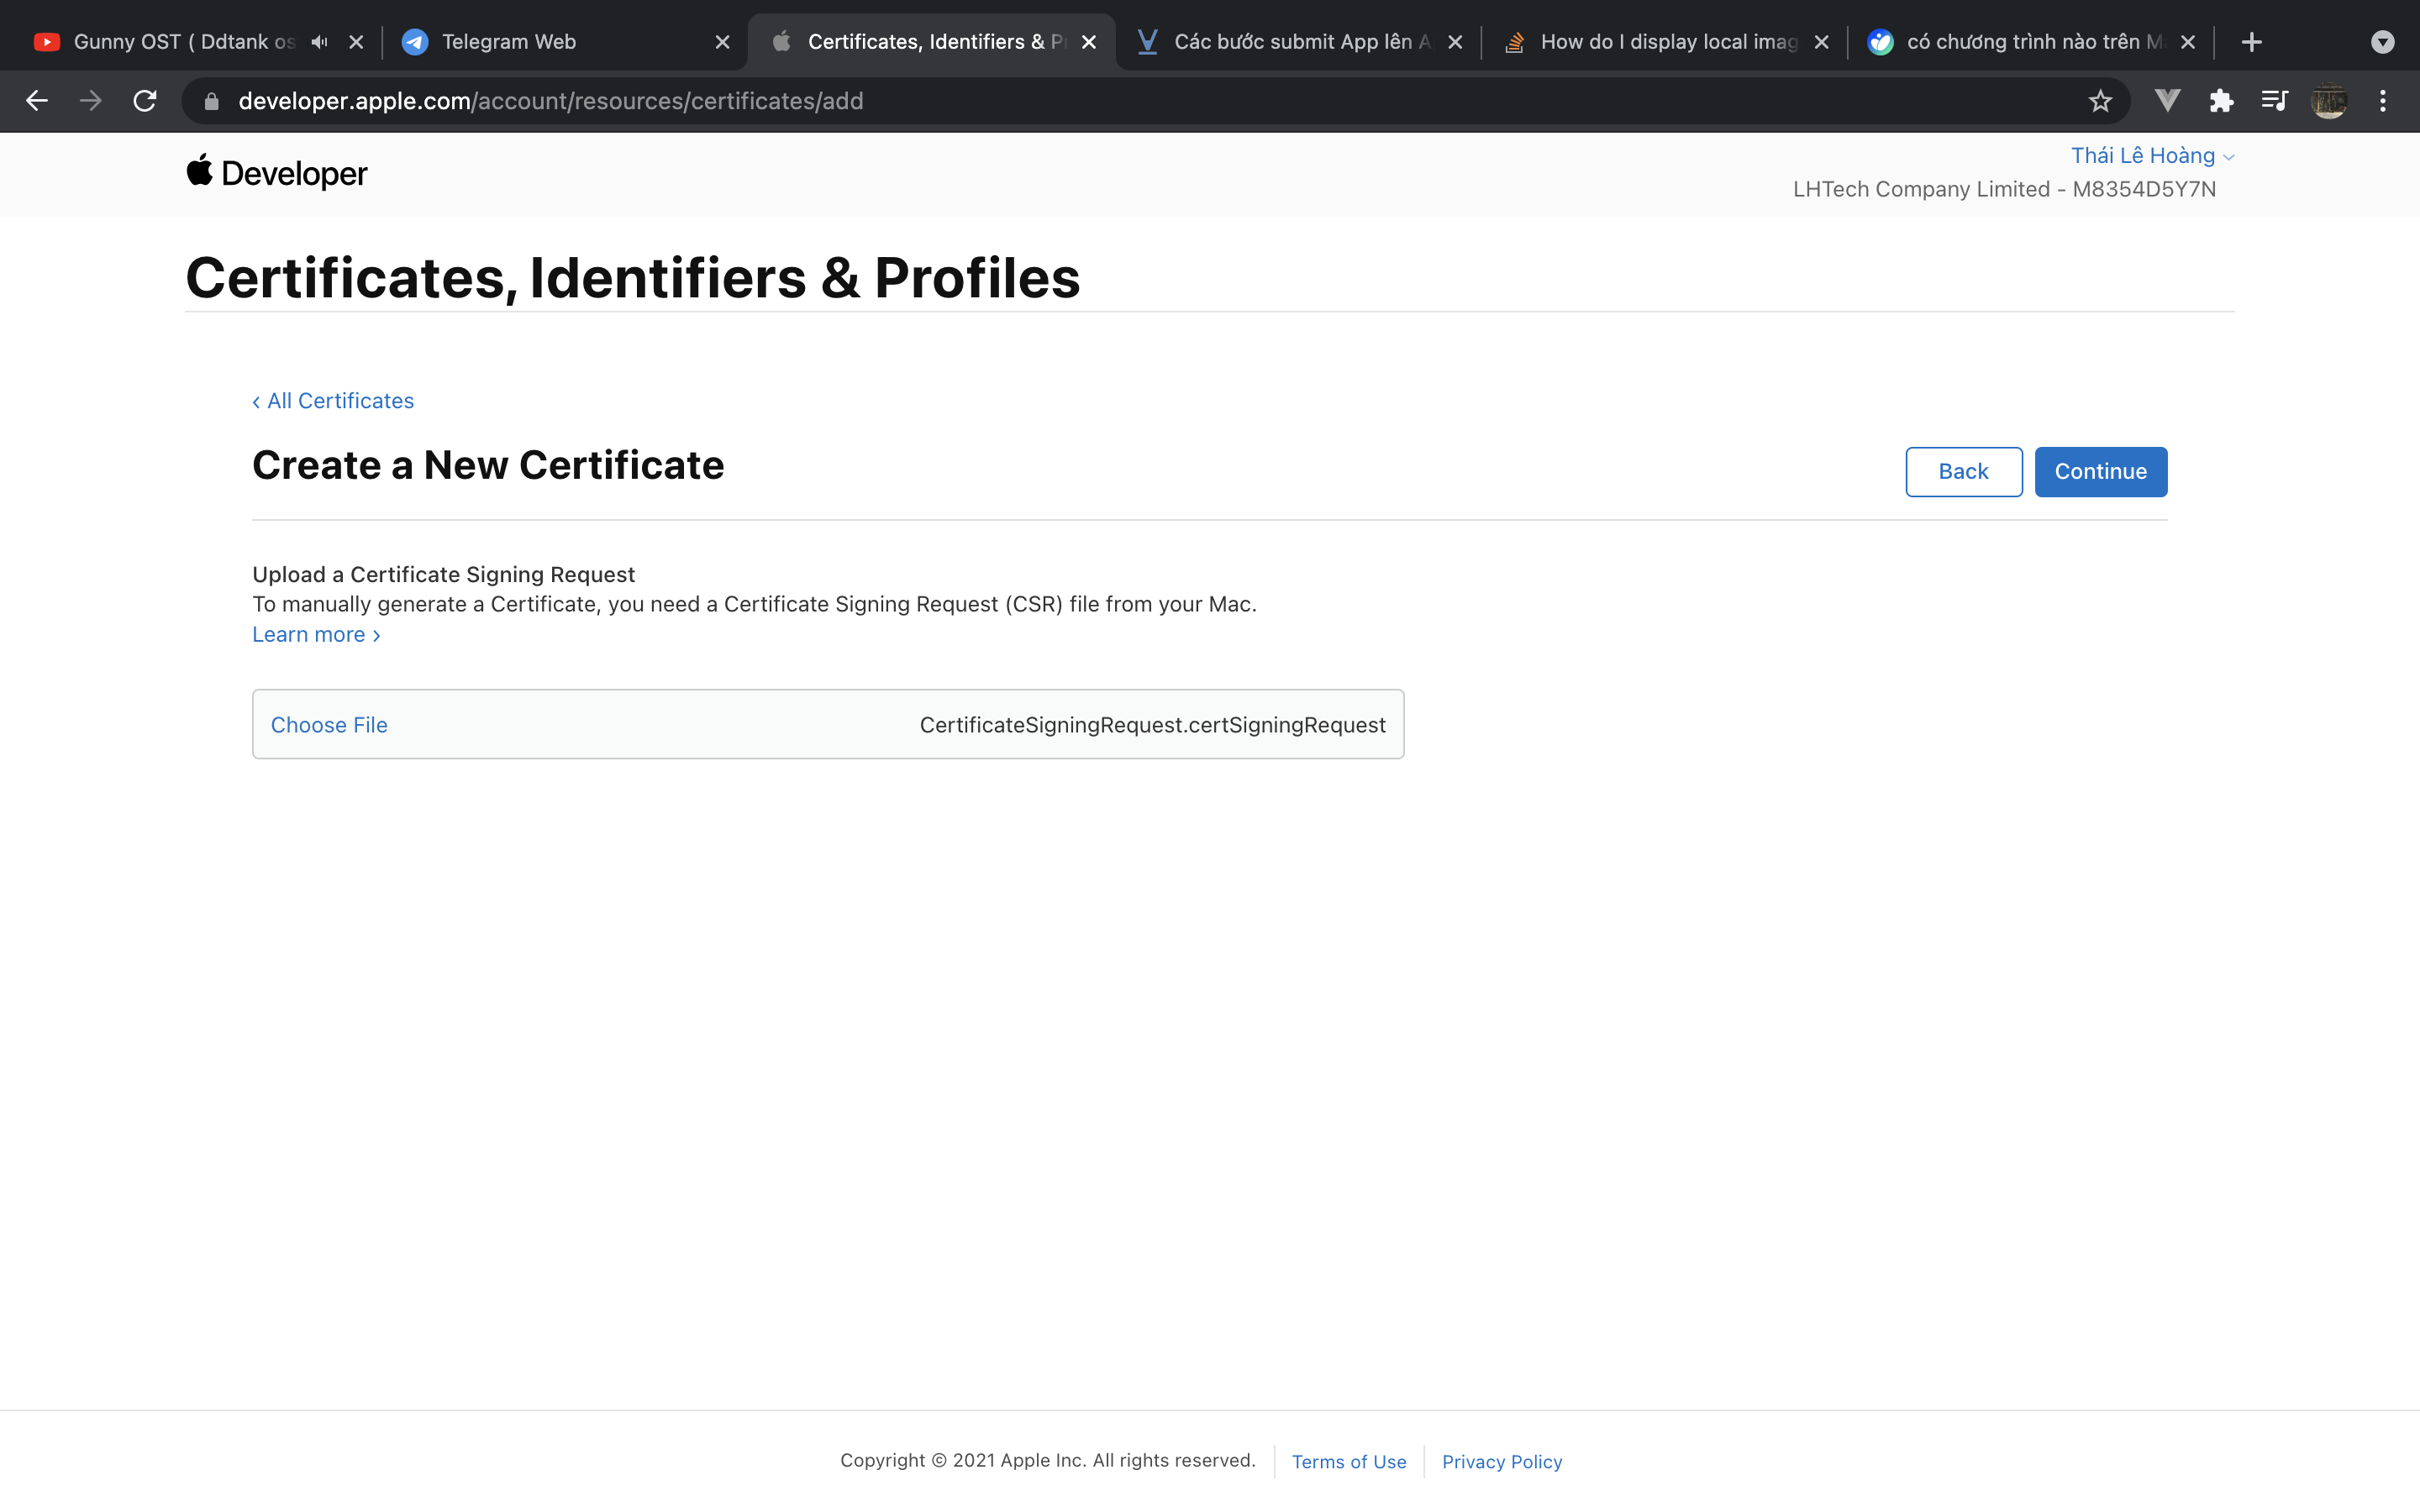 Gunny OST ( Ddtank os
Telegram Web
Certificates, Identifiers & Pr
Các bước submit App lên A
How do I display local imag
có chương trình nào trên M
developer.apple.com/account/resources/certificates/add
Developer
Thái Lê Hoàng
LHTech Company Limited - M8354D5Y7N
Certificates, Identifiers & Profiles
‹ All Certificates
Create a New Certificate
Back
Continue
Upload a Certificate Signing Request
To manually generate a Certificate, you need a Certificate Signing Request (CSR) file from your Mac.
Learn more ›
Choose File
CertificateSigningRequest.certSigningRequest
Copyright © 2021 Apple Inc. All rights reserved.
Terms of Use
Privacy Policy